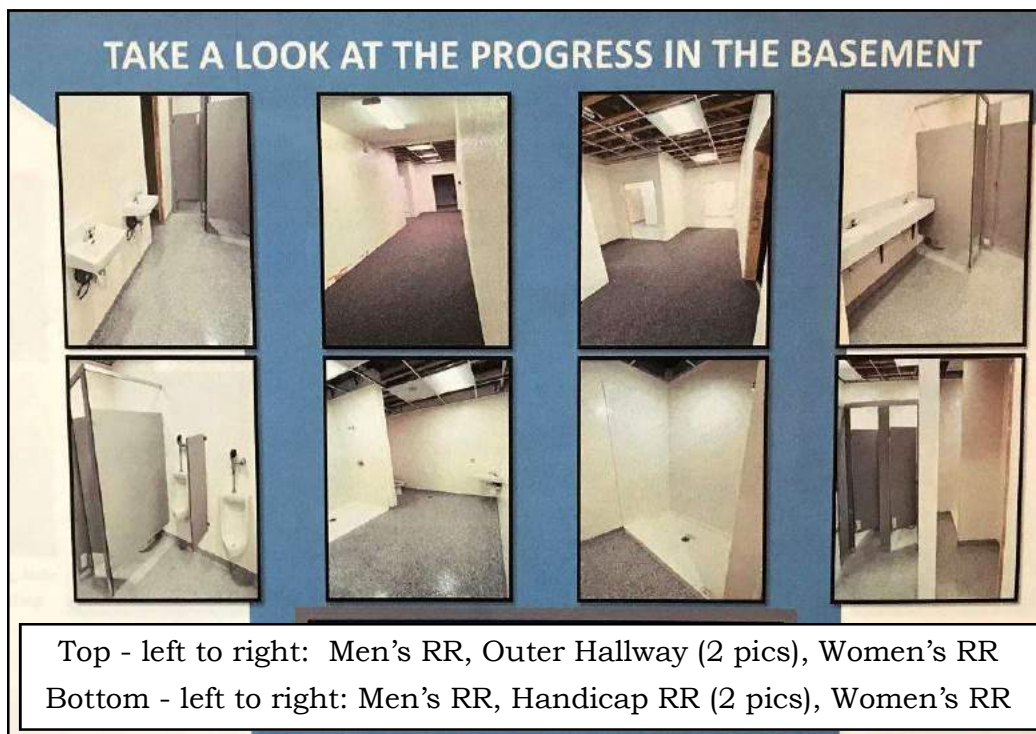 TAKE A LOOK AT THE PROGRESS IN THE BASEMENT
Top - left to right:  Men’s RR, Outer Hallway (2 pics), Women’s RR
Bottom - left to right: Men’s RR, Handicap RR (2 pics), Women’s RR